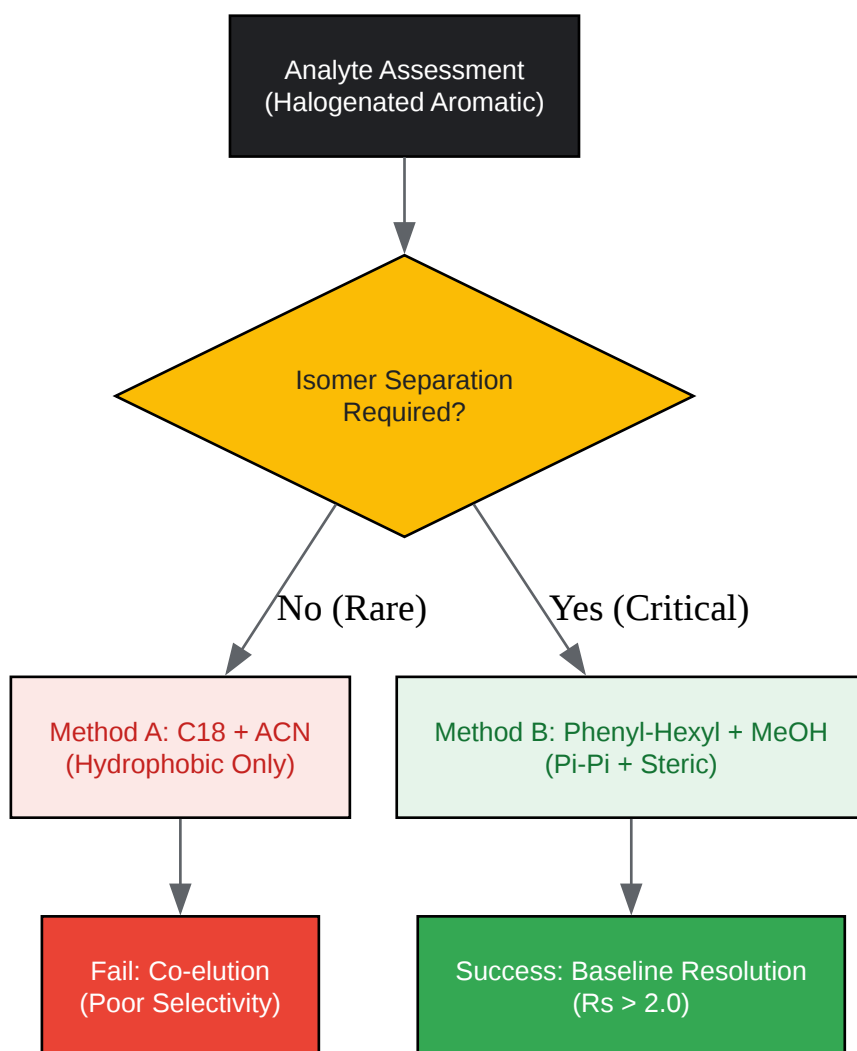 Analyte Assessment
(Halogenated Aromatic)
Isomer Separation
Required?
No (Rare)
Yes (Critical)
Method A: C18 + ACN
(Hydrophobic Only)
Method B: Phenyl-Hexyl + MeOH
(Pi-Pi + Steric)
Fail: Co-elution
(Poor Selectivity)
Success: Baseline Resolution
(Rs > 2.0)